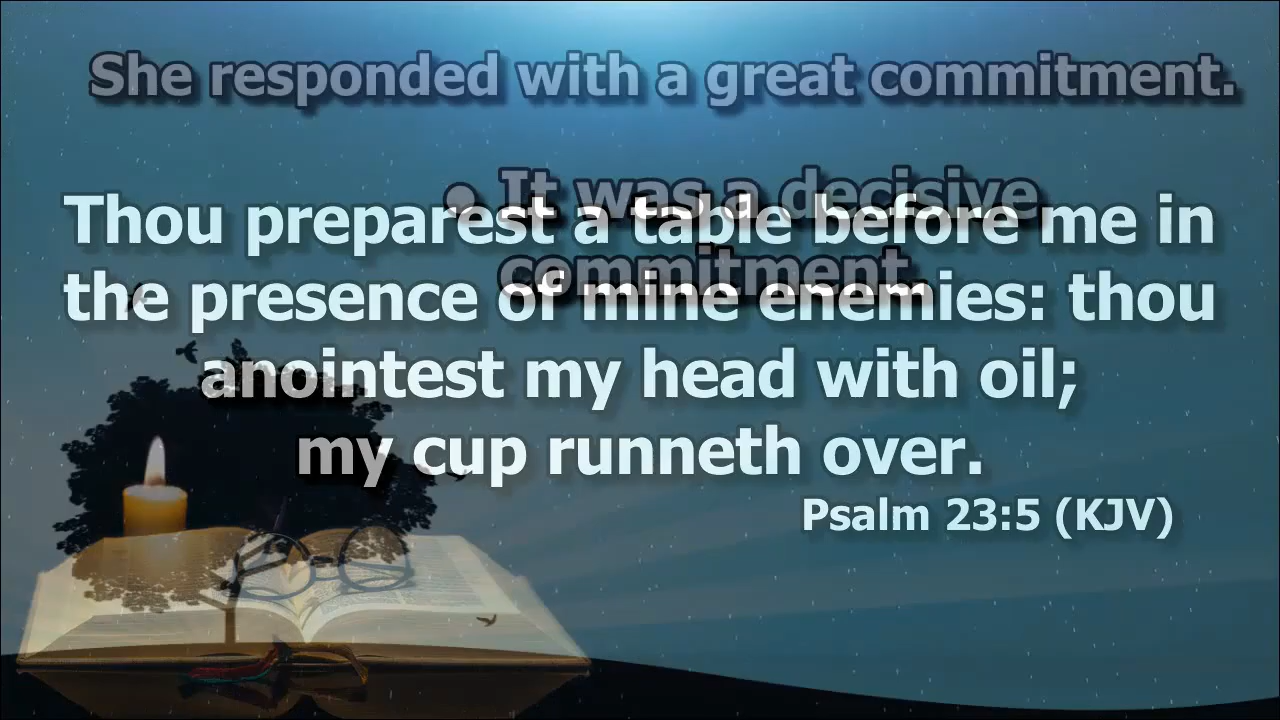 She responded with a great commitment.
• It was a decisive
commitment.
Thou preparest a table before me in
the presence of mine enemies: thou
anointest my head with oil;
my cup runneth over.
Psalm 23:5 (KJV)